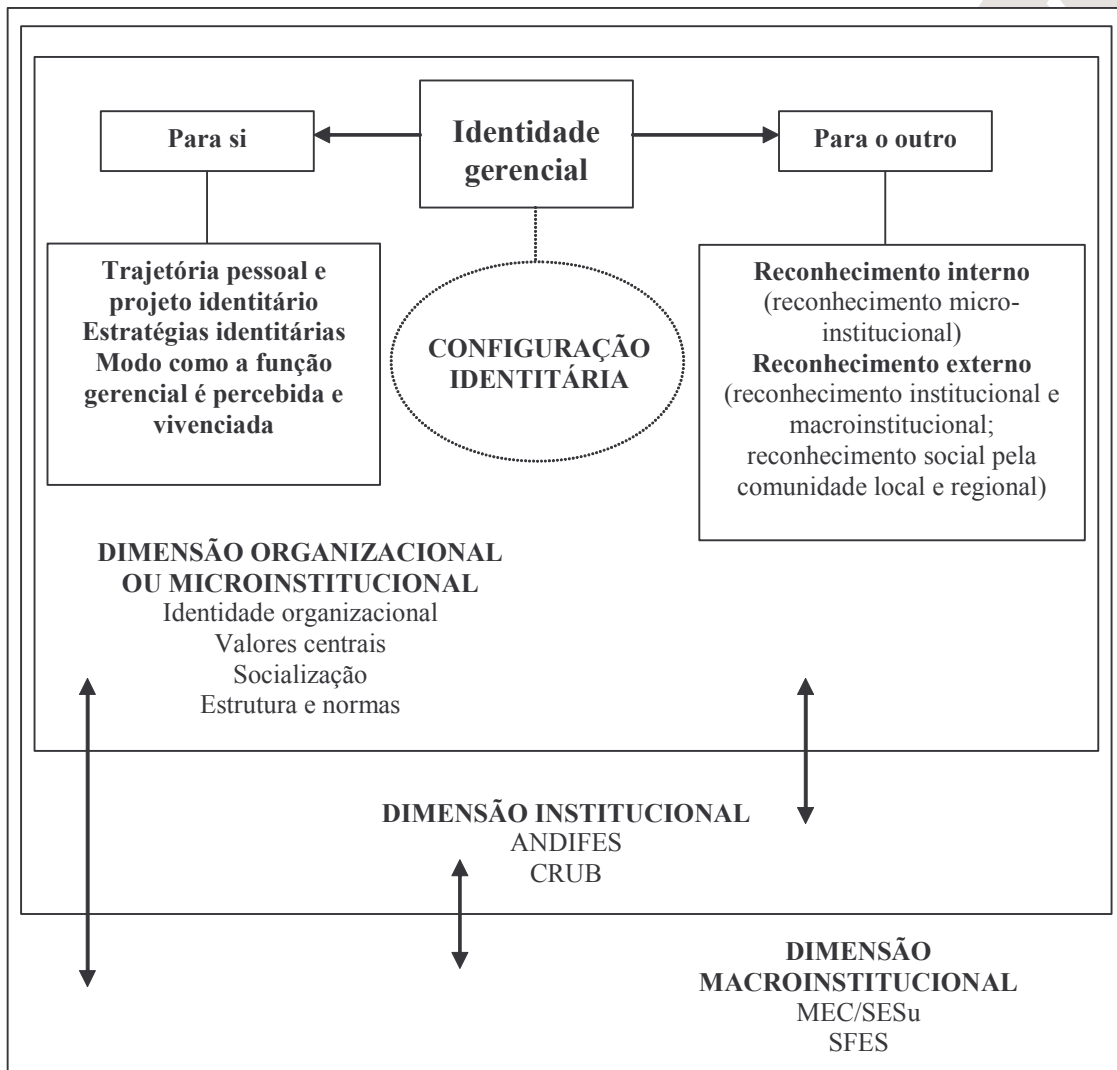 Para si
Identidade
gerencial
Para o outro
Trajetória pessoal e
projeto identitário
Estratégias identitárias
Modo como a função
gerencial é percebida e
vivenciada
CONFIGURAÇÃO
IDENTITÁRIA
Reconhecimento interno
(reconhecimento micro-
institucional)
Reconhecimento externo
(reconhecimento institucional e
macroinstitucional;
reconhecimento social pela
comunidade local e regional)
DIMENSÃO ORGANIZACIONAL
OU MICROINSTITUCIONAL
Identidade organizacional
Valores centrais
Socialização
Estrutura e normas
DIMENSÃO INSTITUCIONAL
ANDIFES
CRUB
DIMENSÃO
MACROINSTITUCIONAL
MEC/SESu
SFES